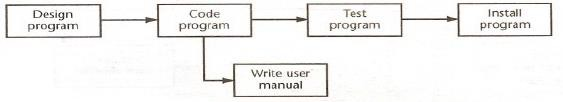 Design
program
Code
program
Test
program
Install
program
Write user
manual